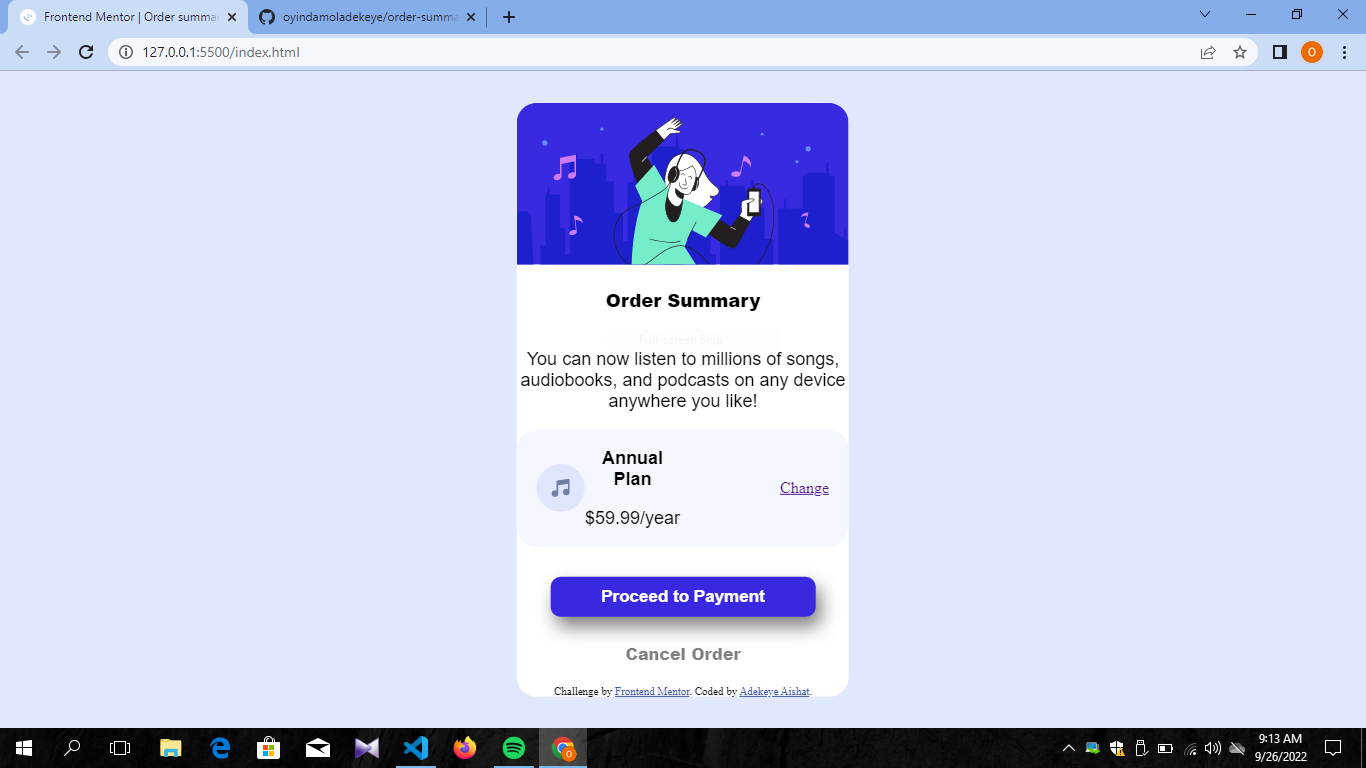 Frontend Mentor | Order summa
oyindamoladekeye/order-summa
127.0.0.1:5500/index.html
O
Order Summary
Full-screen Snip
You can now listen to millions of songs,
audiobooks, and podcasts on any device
anywhere you like!
Annual
Plan
$59.99/year
Change
Proceed to Payment
Cancel Order
Challenge by Frontend Mentor. Coded by Adekeye Aishat.
O
9:13 AM
9/26/2022